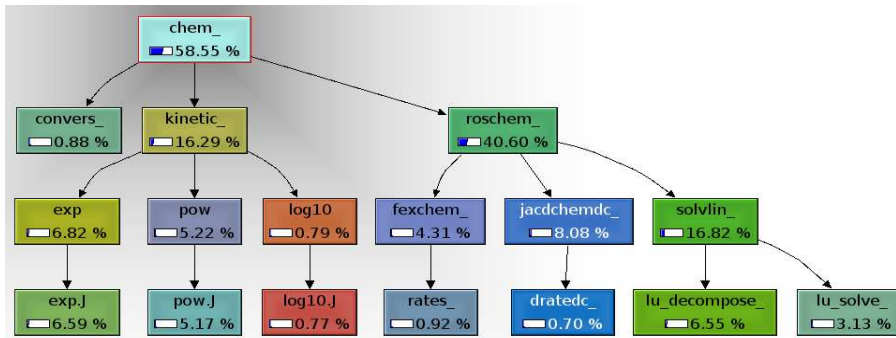 chem_
58.55 %
convers_
0.88 %
kinetic_
16.29 %
roschem_
40.60 %
exp
6.82 %
pow
5.22 %
log10
0.79 %
fexchem_
4.31 %
jacdchemdc_
8.08 %
solvlin_
16.82 %
exp.J
6.59 %
pow.J
5.17 %
log10.J
0.77 %
rates_
0.92 %
dratedc_
0.70 %
lu_decompose_
6.55 %
lu_solve_
3.13 %